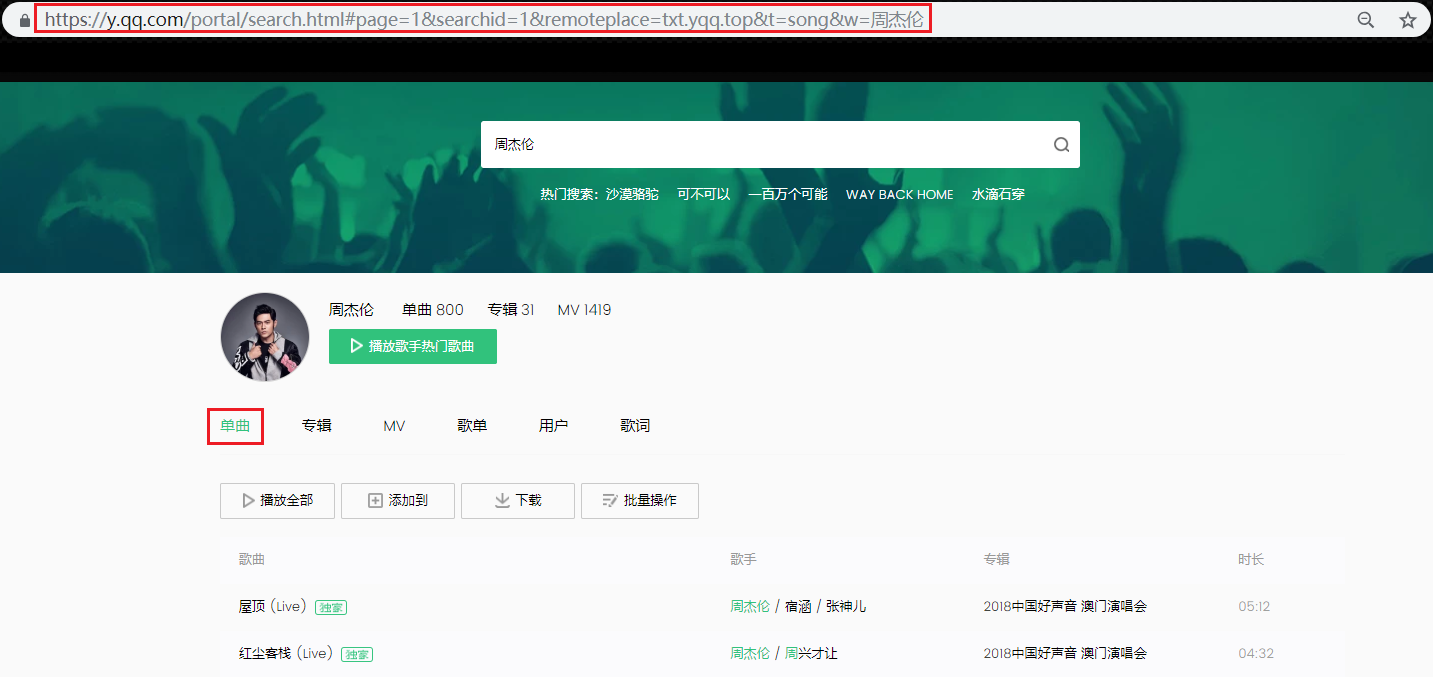 https://y.qq.com/portal/search.html#page=1&searchid=1&remoteplace=txt.yqq.top&t=song&w=周杰伦
周杰伦
热门搜索: 沙漠骆驼 可不可以 一百万个可能 WAY BACK HOME 水滴石穿
周杰伦 单曲 800 专辑 31 MV 1419
播放歌手热门歌曲
单曲 专辑 MV 歌单 用户 歌词
播放全部 添加到 下载 批量操作
歌曲 歌手 专辑 时长
屋顶 (Live) 独家 周杰伦 / 宿涵 / 张神儿 2018中国好声音 澳门演唱会 05:12
红尘客栈 (Live) 独家 周杰伦 / 周兴才让 2018中国好声音 澳门演唱会 04:32